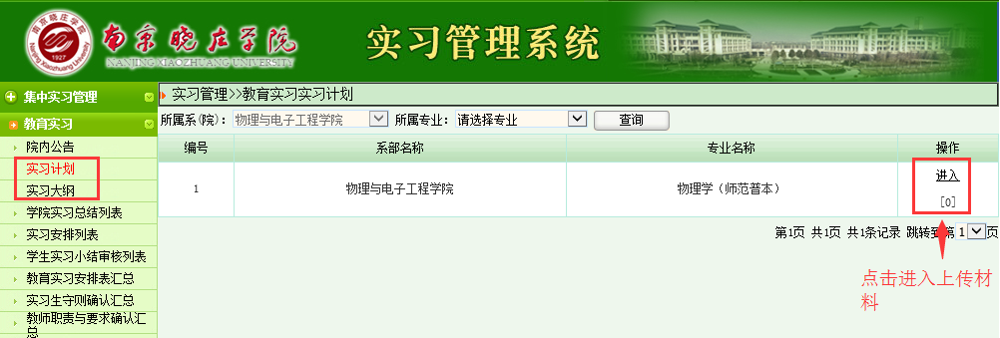 南京晓庄学院
NANJING XIAOZHUANG UNIVERSITY
1927
南京晓庄学院
NANJING XIAOZHUANG UNIVERSITY
实习管理系统
集中实习管理
教育实习
院内公告
实习计划
实习大纲
学院实习总结列表
实习安排列表
学生实习小结审核列表
教育实习安排表汇总
实习生守则确认汇总
教师职责与要求确认汇
总
实习管理>>教育实习实习计划
所属系(院): 物理与电子工程学院 所属专业: 请选择专业 查询
编号 系部名称 专业名称 操作
1 物理与电子工程学院 物理学（师范普本） 进入
[0]
第1页 共1页 共1条记录 跳转到第 1 页
点击进入上传材
料